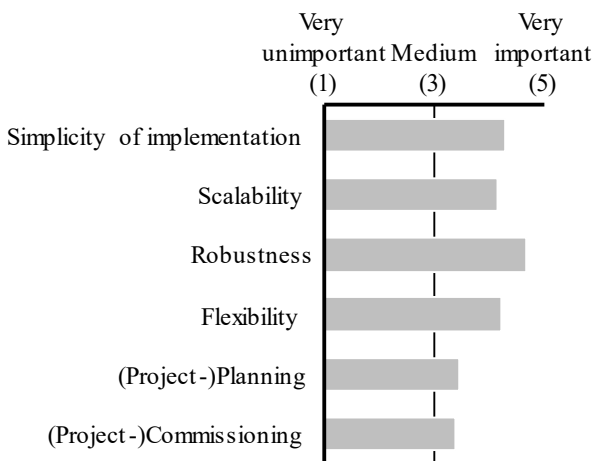 Very Very
unimportant Medium important
(1) (3) (5)
Simplicity of implementation
Scalability
Robustness
Flexibility
(Project-)Planning
(Project-)Commissioning